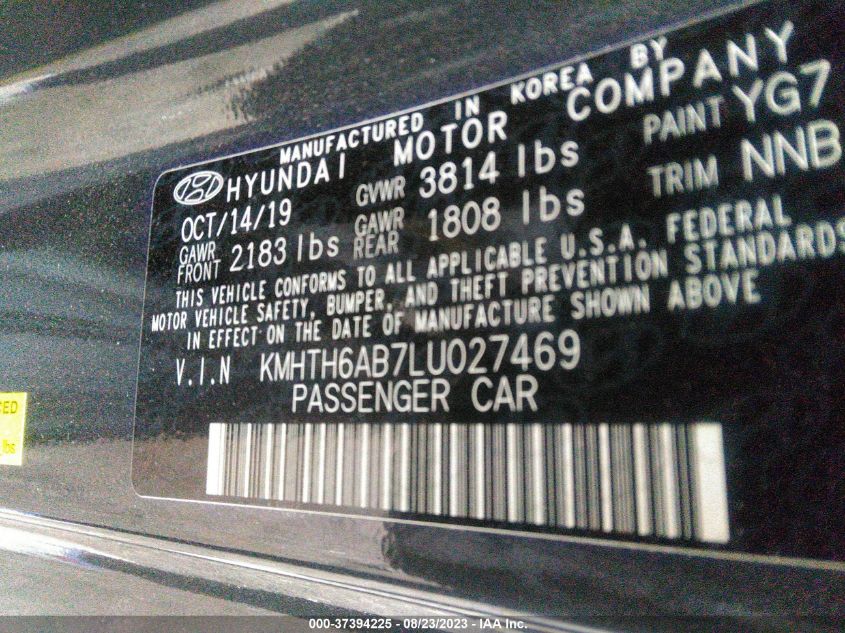 MANUFACTURED IN KOREA BY
HYUNDAI MOTOR COMPANY
OCT/14/19 GVWR 3814 lbs PAINT YG7
GAWR FRONT 2183 lbs GAWR REAR 1808 lbs TRIM NNB
THIS VEHICLE CONFORMS TO ALL APPLICABLE U.S.A. FEDERAL
MOTOR VEHICLE SAFETY, BUMPER, AND THEFT PREVENTION STANDARDS
IN EFFECT ON THE DATE OF MANUFACTURE SHOWN ABOVE
V.I.N KMHTH6AB7LU027469
PASSENGER CAR
CED
lbs
000-37394225 - 08/23/2023 - IAA Inc.